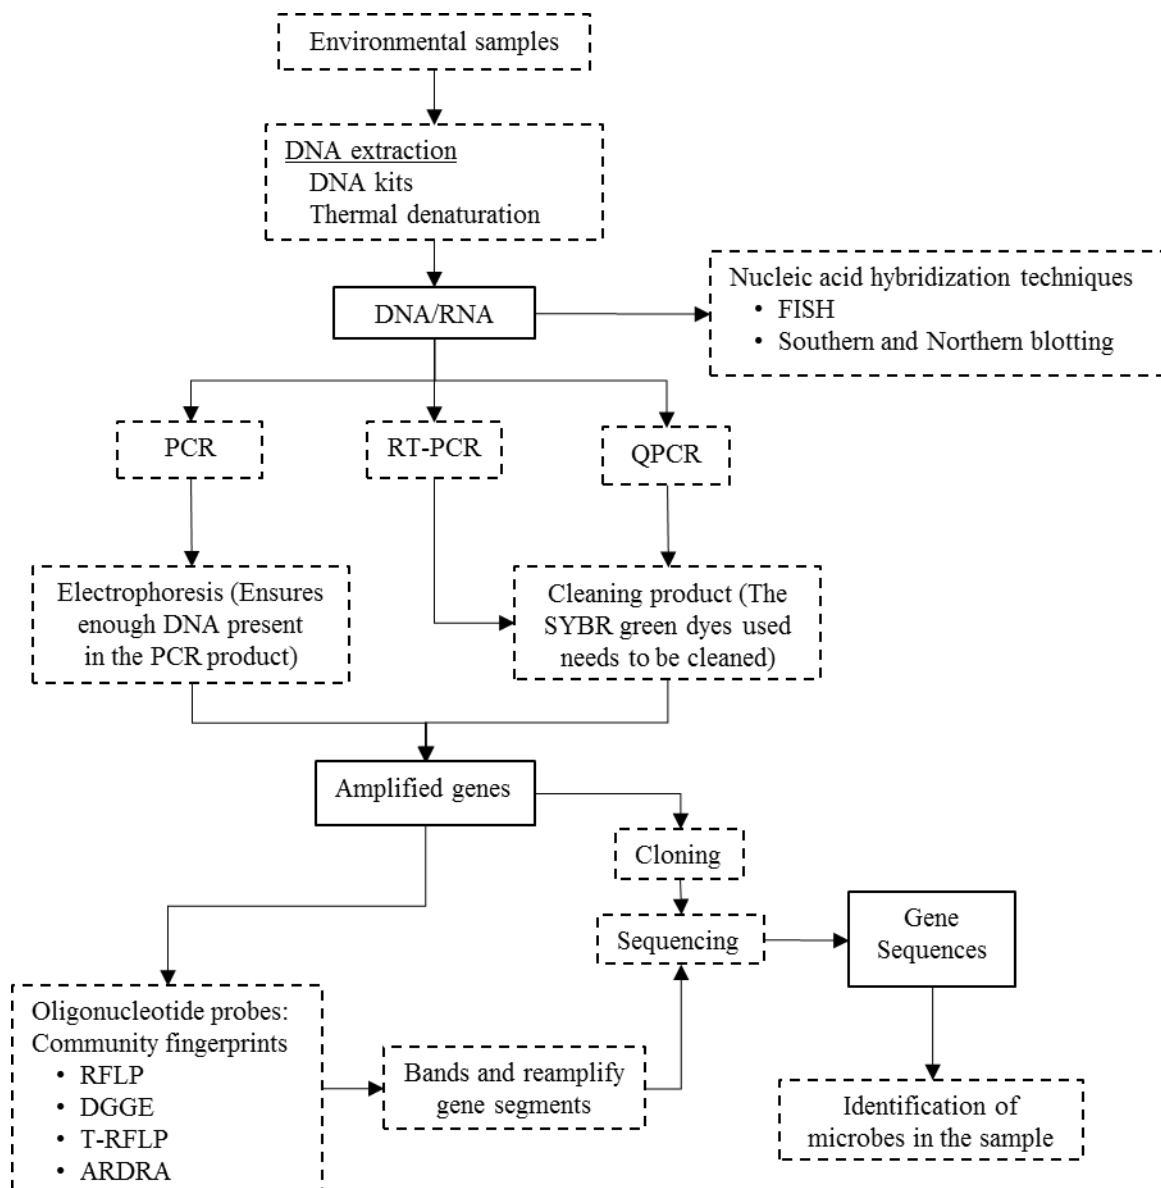 Environmental samples
DNA extraction
DNA kits
Thermal denaturation
DNA/RNA
Nucleic acid hybridization techniques
• FISH
• Southern and Northern blotting
PCR
RT-PCR
QPCR
Electrophoresis (Ensures
enough DNA present
in the PCR product)
Cleaning product (The
SYBR green dyes used
needs to be cleaned)
Amplified genes
Cloning
Sequencing
Gene
Sequences
Oligonucleotide probes:
Community fingerprints
• RFLP
• DGGE
• T-RFLP
• ARDRA
Bands and reamplify
gene segments
Identification of
microbes in the sample